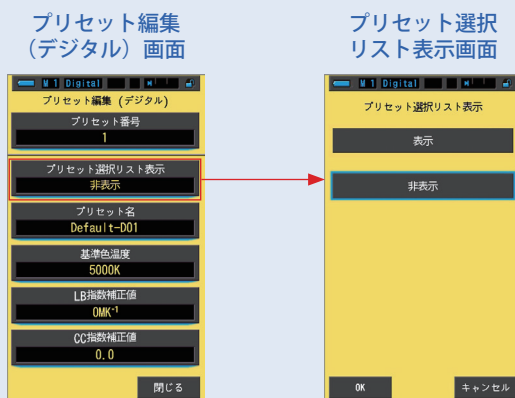 プリセット編集
（デジタル）画面
M 1 Digital
プリセット編集 (デジタル)
プリセット番号
1
プリセット選択リスト表示
非表示
プリセット名
Default-D01
基準色温度
5000K
LB指数補正値
0MK⁻¹
CC指数補正値
0.0
閉じる
プリセット選択
リスト表示画面
M 1 Digital
プリセット選択リスト表示
表示
非表示
OK
キャンセル